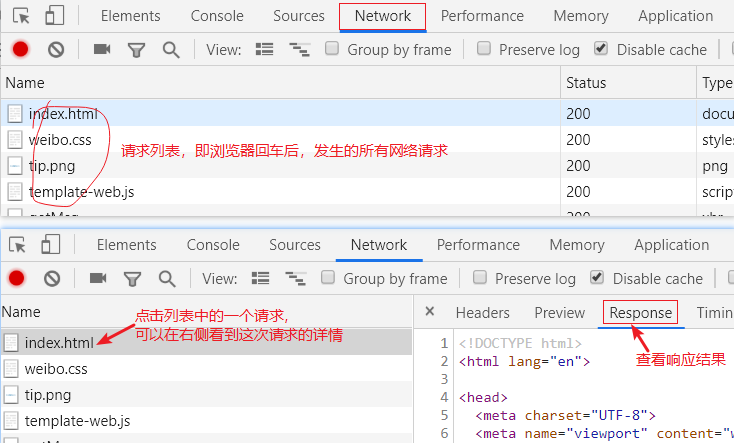 Elements Console Sources Network Performance Memory Application
View: Group by frame Preserve log Disable cache
Name Status Type
index.html 200 docu
weibo.css 200 styles
请求列表，即浏览器回车后，发生的所有网络请求
tip.png 200 png
template-web.js 200 script
Elements Console Sources Network Performance Memory Application
View: Group by frame Preserve log Disable cache
Name
点击列表中的一个请求，
可以在右侧看到这次请求的详情
index.html
weibo.css
tip.png
template-web.js
× Headers Preview Response Timin
查看响应结果
1 <!DOCTYPE html>
2 <html lang="en">
3
4 <head>
5 <meta charset="UTF-8">
6 <meta name="viewport" content="w